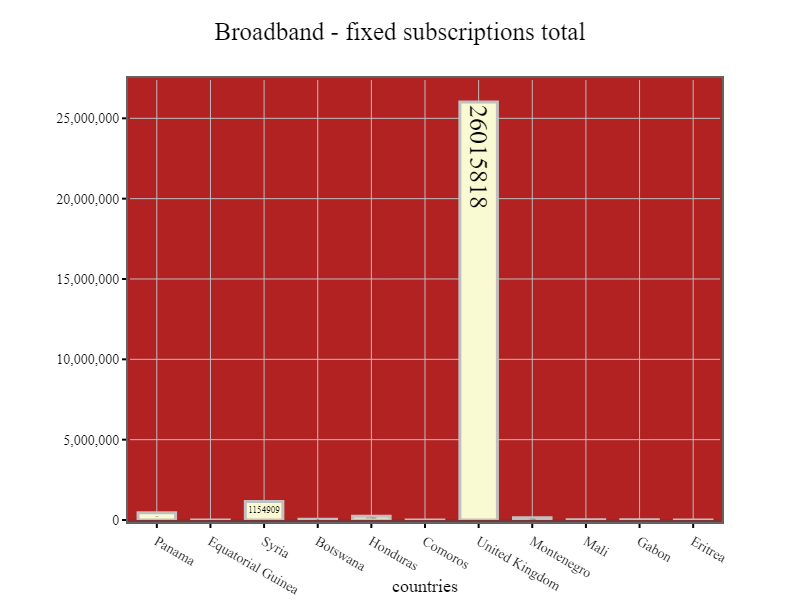 Broadband - fixed subscriptions total
25,000,000
20,000,000
15,000,000
10,000,000
5,000,000
0
26015818
1154909
Panama
Equatorial Guinea
Syria
Botswana
Honduras
Comoros
United Kingdom
Montenegro
Mali
Gabon
Eritrea
countries